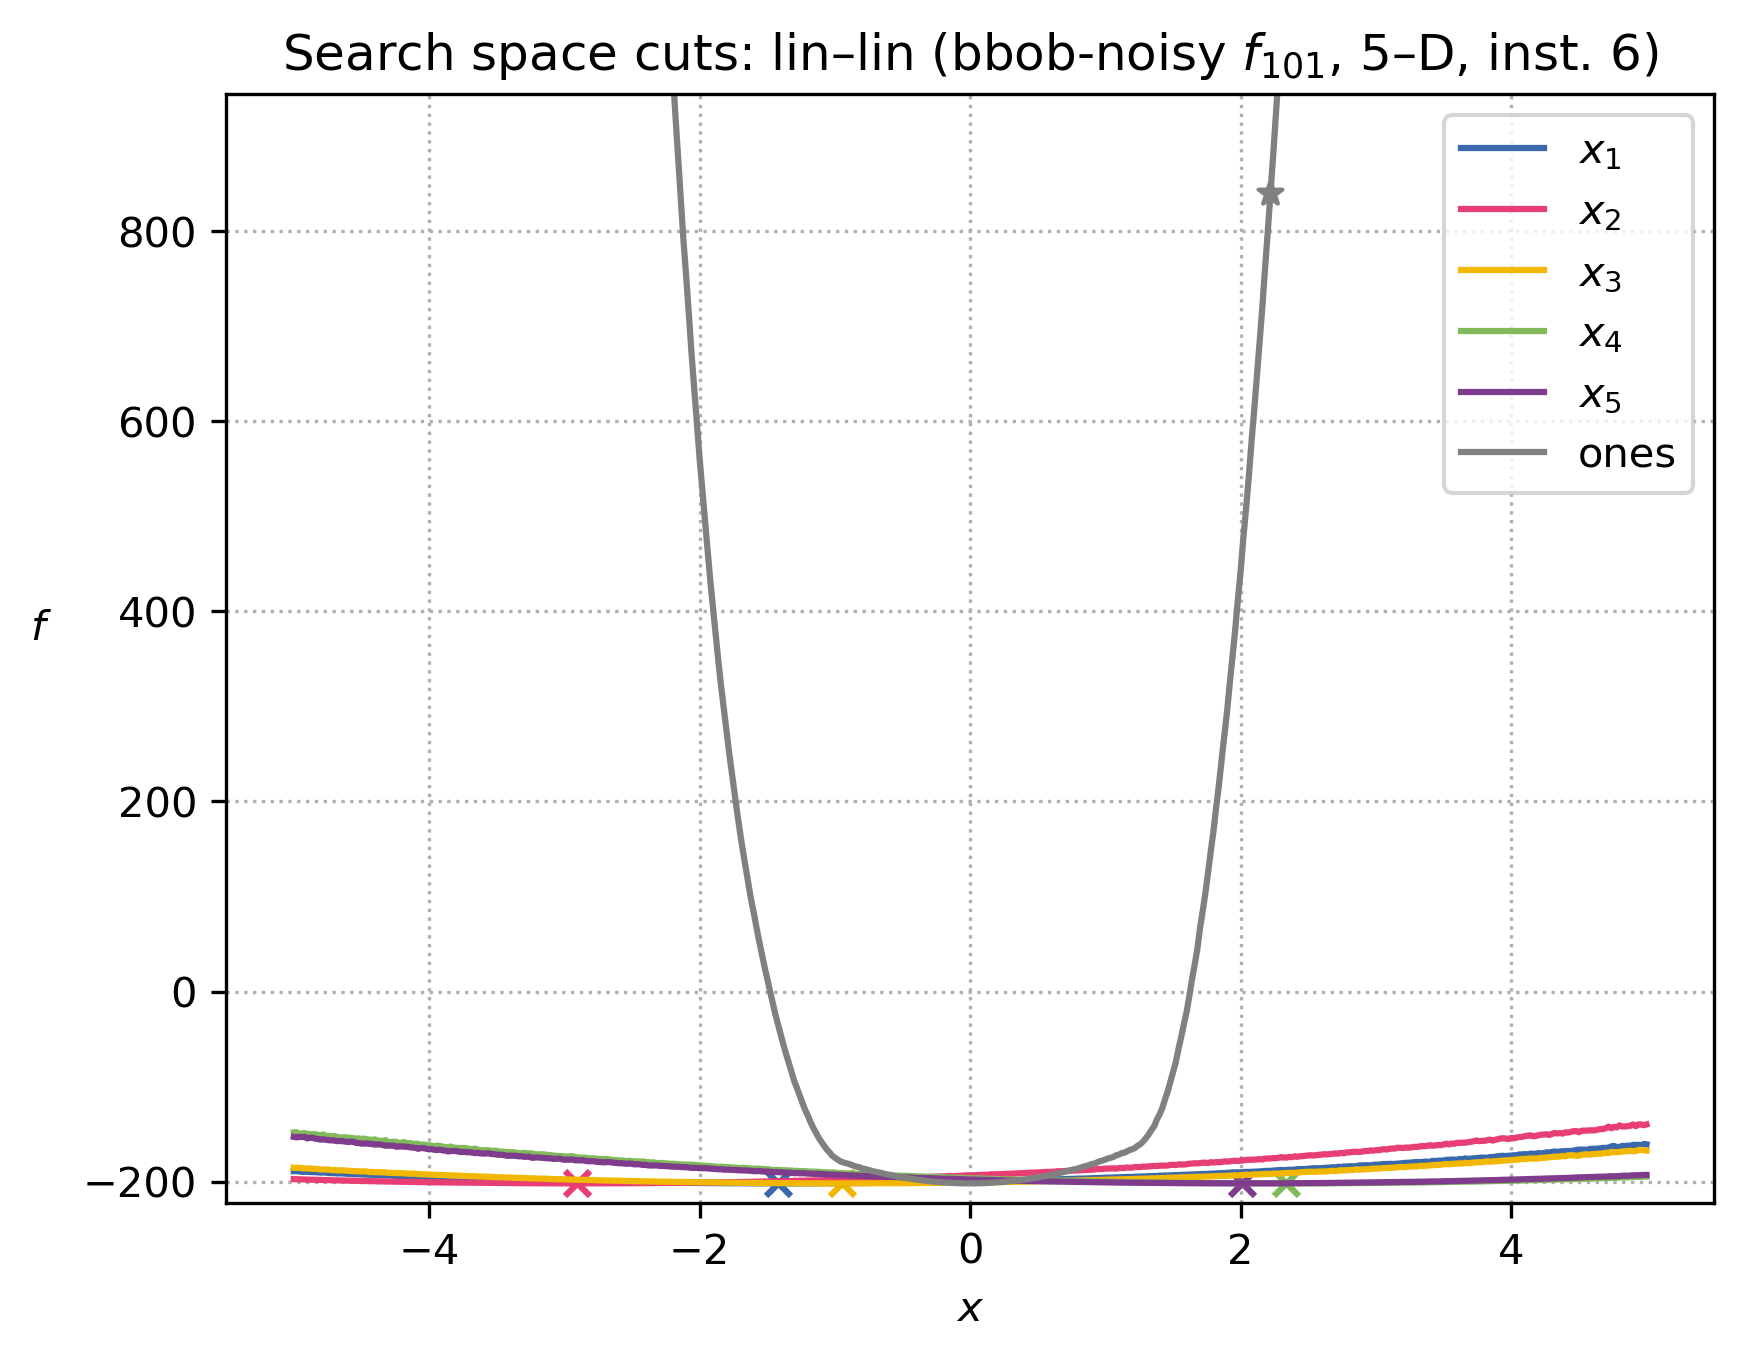 Search space cuts: lin–lin (bbob-noisy f₁₀₁, 5–D, inst. 6)
x₁
x₂
x₃
x₄
x₅
ones
800
600
400
200
0
−200
f
−4 −2 0 2 4
x